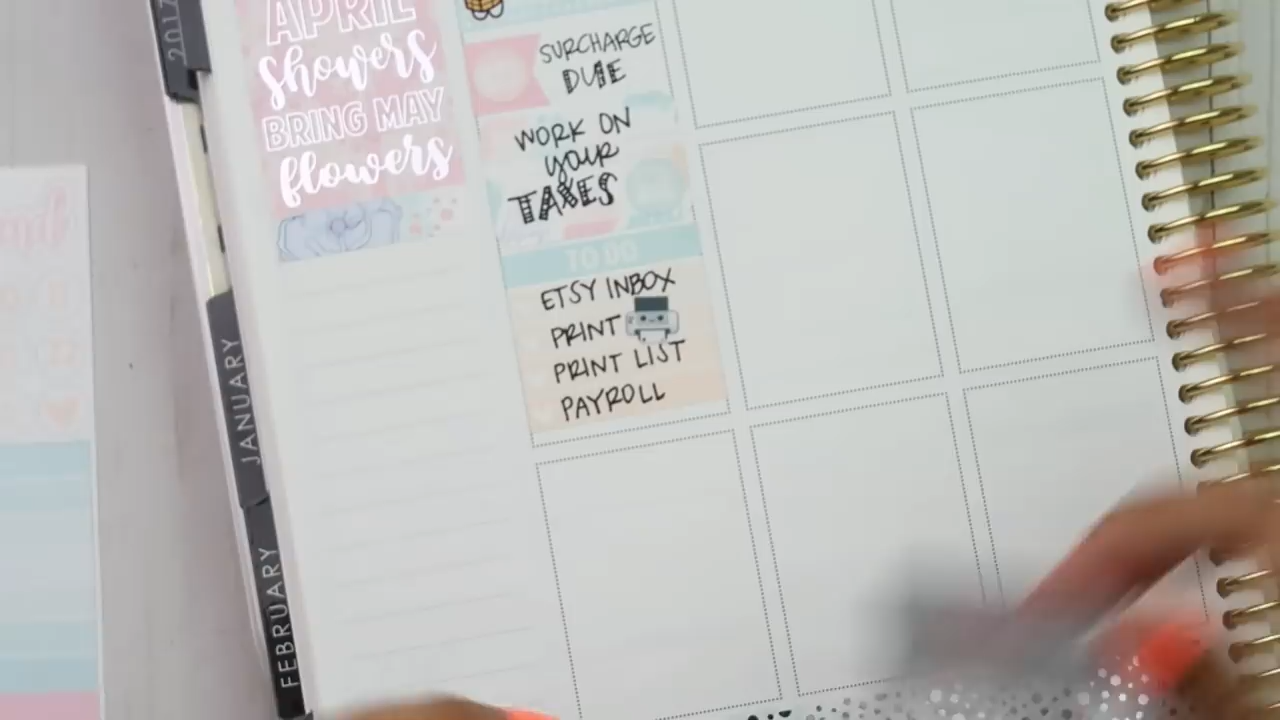 2017
APRIL
showers
BRING MAY
flowers
SURCHARGE
DUE
WORK ON
your
TAXES
TO DO
ETSY INBOX
PRINT
PRINT LIST
PAYROLL
JANUARY
FEBRUARY